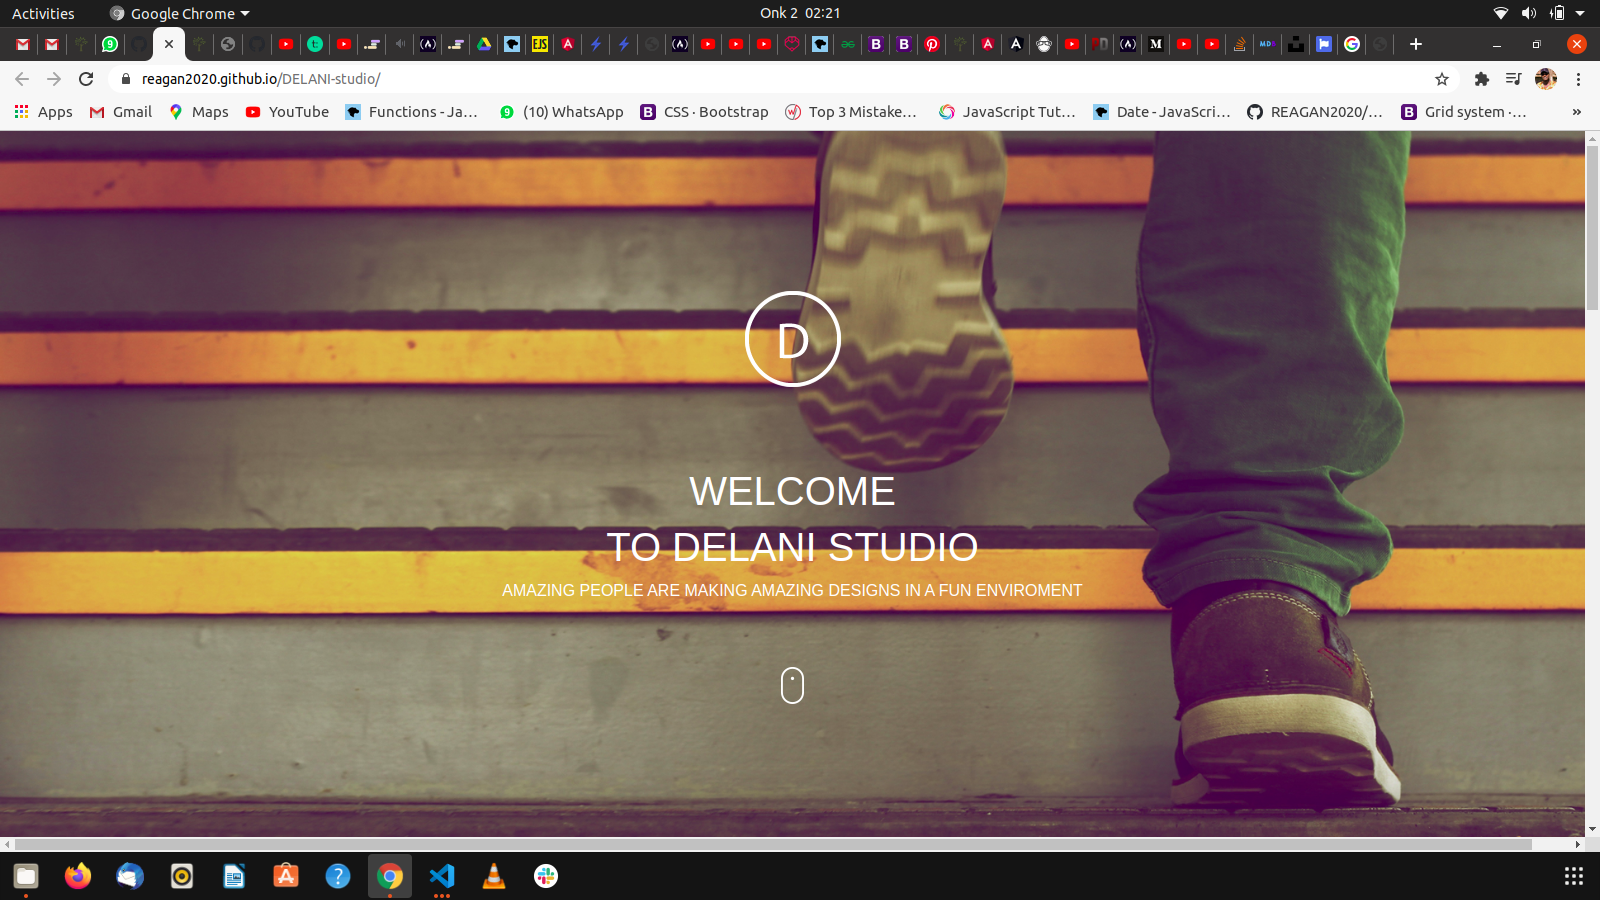 Activities Google Chrome Onk 2 02:21
reagan2020.github.io/DELANI-studio/
Apps Gmail Maps YouTube Functions - Ja… (10) WhatsApp CSS · Bootstrap Top 3 Mistake… JavaScript Tut… Date - JavaScri… REAGAN2020/… Grid system ·… »
D
WELCOME
TO DELANI STUDIO
AMAZING PEOPLE ARE MAKING AMAZING DESIGNS IN A FUN ENVIROMENT